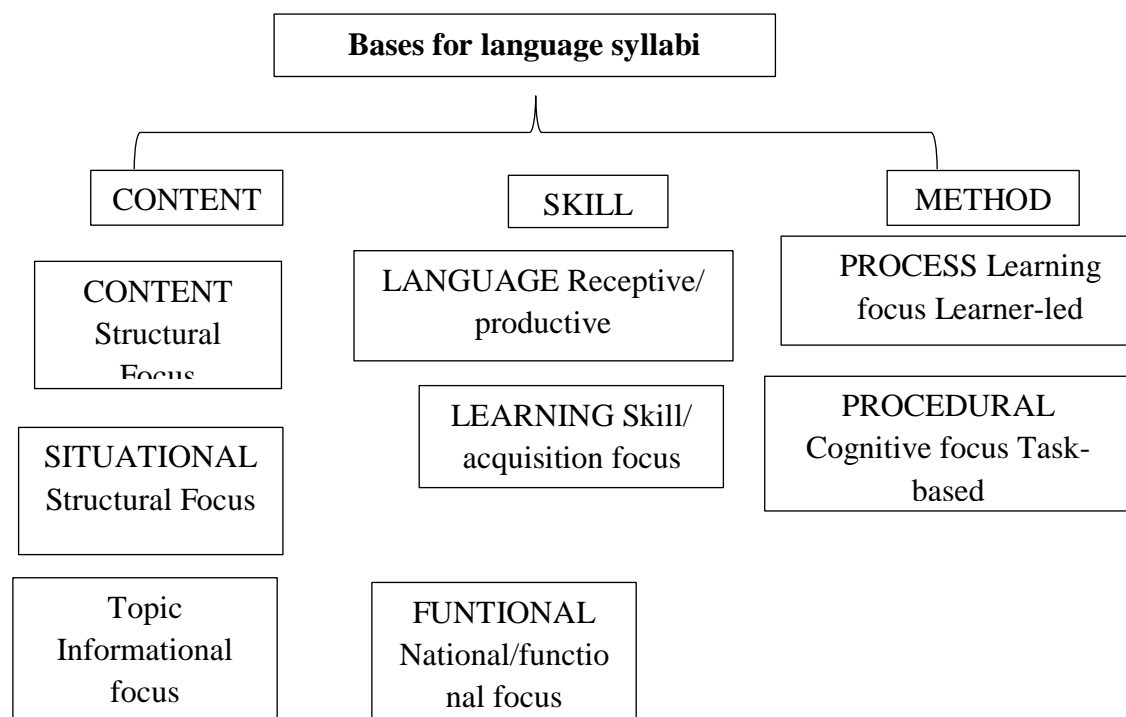 Bases for language syllabi
CONTENT
SKILL
METHOD
CONTENT
Structural
Focus
LANGUAGE Receptive/
productive
PROCESS Learning
focus Learner-led
LEARNING Skill/
acquisition focus
PROCEDURAL
Cognitive focus Task-
based
SITUATIONAL
Structural Focus
Topic
Informational
focus
FUNTIONAL
National/functio
nal focus